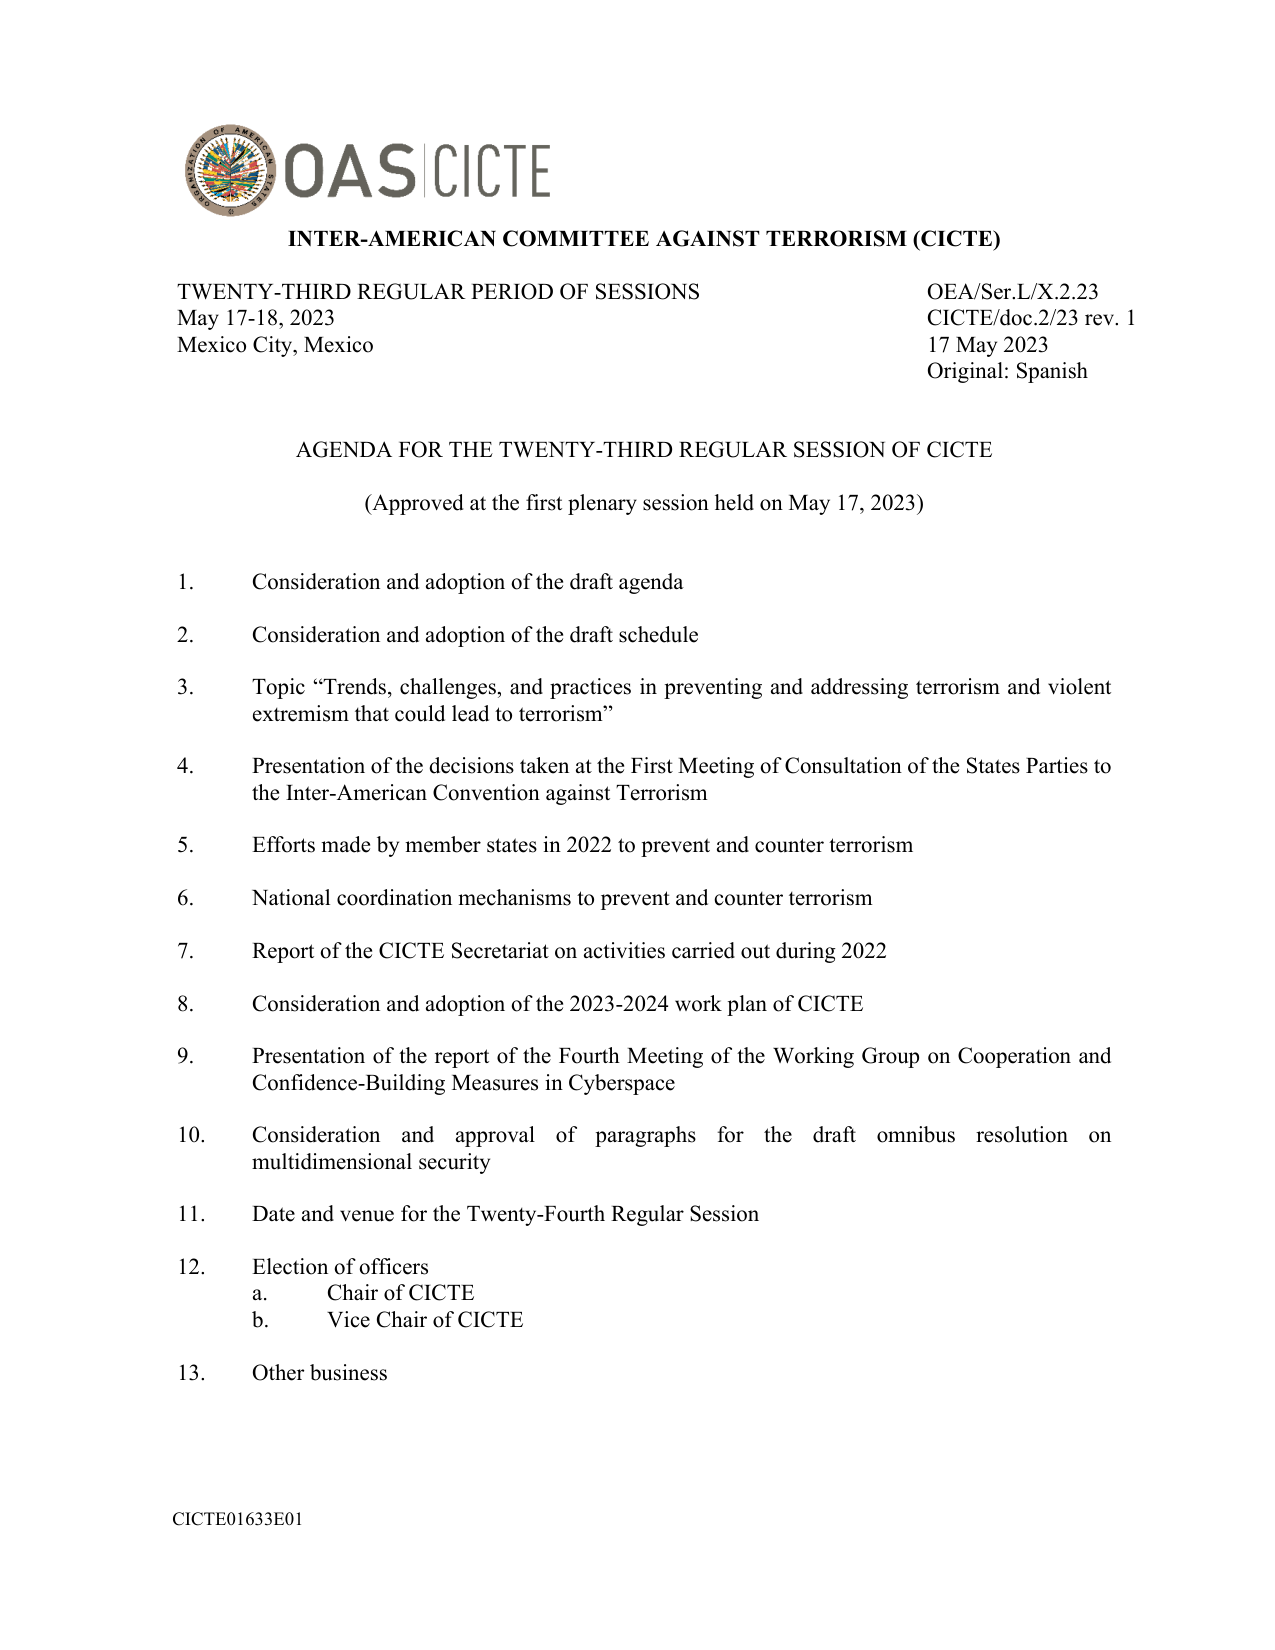 ORGANIZATION OF AMERICAN STATES
OAS CICTE
INTER-AMERICAN COMMITTEE AGAINST TERRORISM (CICTE)
TWENTY-THIRD REGULAR PERIOD OF SESSIONS
May 17-18, 2023
Mexico City, Mexico
OEA/Ser.L/X.2.23
CICTE/doc.2/23 rev. 1
17 May 2023
Original: Spanish
AGENDA FOR THE TWENTY-THIRD REGULAR SESSION OF CICTE
(Approved at the first plenary session held on May 17, 2023)
1. Consideration and adoption of the draft agenda
2. Consideration and adoption of the draft schedule
3. Topic “Trends, challenges, and practices in preventing and addressing terrorism and violent
extremism that could lead to terrorism”
4. Presentation of the decisions taken at the First Meeting of Consultation of the States Parties to
the Inter-American Convention against Terrorism
5. Efforts made by member states in 2022 to prevent and counter terrorism
6. National coordination mechanisms to prevent and counter terrorism
7. Report of the CICTE Secretariat on activities carried out during 2022
8. Consideration and adoption of the 2023-2024 work plan of CICTE
9. Presentation of the report of the Fourth Meeting of the Working Group on Cooperation and
Confidence-Building Measures in Cyberspace
10. Consideration and approval of paragraphs for the draft omnibus resolution on
multidimensional security
11. Date and venue for the Twenty-Fourth Regular Session
12. Election of officers
a. Chair of CICTE
b. Vice Chair of CICTE
13. Other business
CICTE01633E01